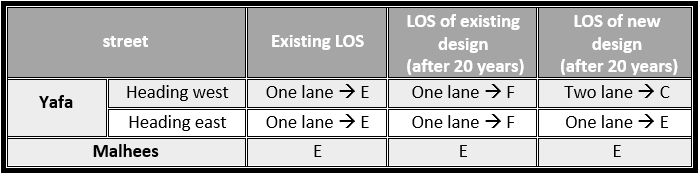 street Existing LOS LOS of existing design (after 20 years) LOS of new design (after 20 years)
Yafa Heading west One lane → E One lane → F Two lane → C
Heading east One lane → E One lane → F One lane → E
Malhees E E E